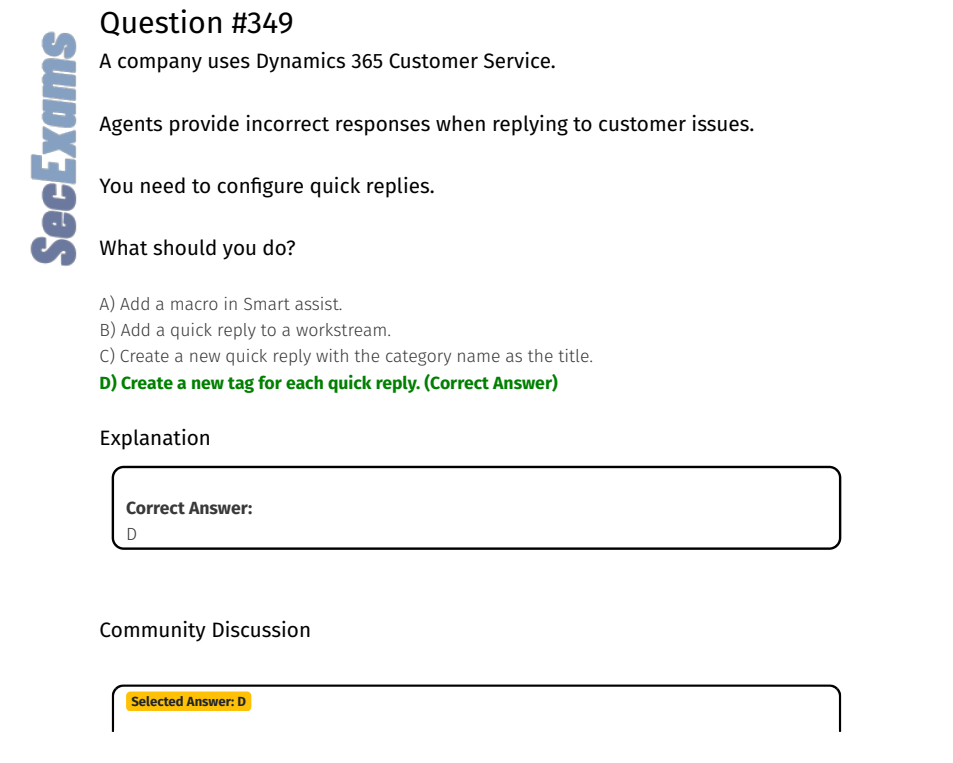 Question #349
SecExams
A company uses Dynamics 365 Customer Service.
Agents provide incorrect responses when replying to customer issues.
You need to configure quick replies.
What should you do?
A) Add a macro in Smart assist.
B) Add a quick reply to a workstream.
C) Create a new quick reply with the category name as the title.
D) Create a new tag for each quick reply. (Correct Answer)
Explanation
Correct Answer:
D
Community Discussion
Selected Answer: D